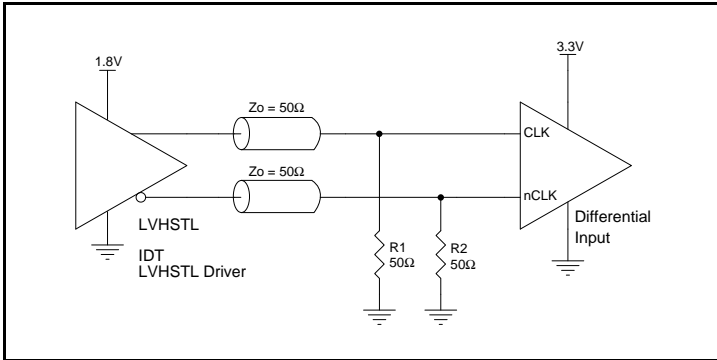 1.8V
3.3V
Zo = 50Ω
CLK
Zo = 50Ω
nCLK
LVHSTL
IDT
LVHSTL Driver
R1
50Ω
R2
50Ω
Differential
Input